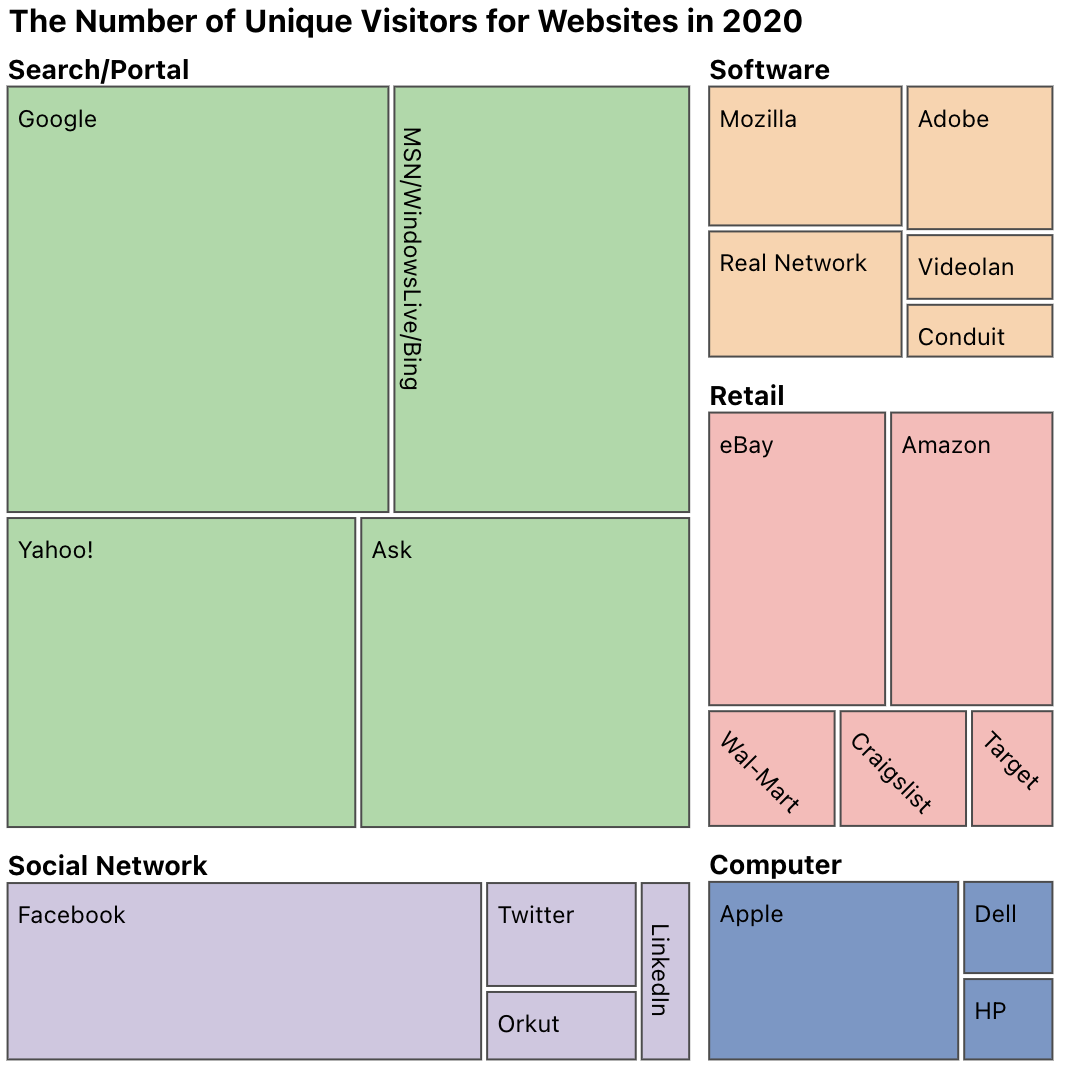 The Number of Unique Visitors for Websites in 2020
Search/Portal
Google
MSN/WindowsLive/Bing
Yahoo!
Ask
Software
Mozilla
Adobe
Real Network
Videolan
Conduit
Retail
eBay
Amazon
Wal-Mart
Craigslist
Target
Social Network
Facebook
Twitter
LinkedIn
Orkut
Computer
Apple
Dell
HP